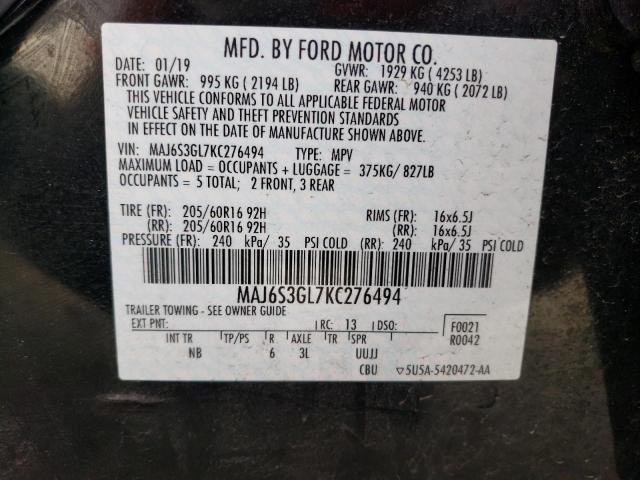 MFD. BY FORD MOTOR CO.
DATE: 01/19 GVWR: 1929 KG ( 4253 LB)
FRONT GAWR: 995 KG ( 2194 LB) REAR GAWR: 940 KG ( 2072 LB)
THIS VEHICLE CONFORMS TO ALL APPLICABLE FEDERAL MOTOR
VEHICLE SAFETY AND THEFT PREVENTION STANDARDS
IN EFFECT ON THE DATE OF MANUFACTURE SHOWN ABOVE.
VIN: MAJ6S3GL7KC276494 TYPE: MPV
MAXIMUM LOAD = OCCUPANTS + LUGGAGE = 375KG/ 827LB
OCCUPANTS = 5 TOTAL; 2 FRONT, 3 REAR
TIRE (FR): 205/60R16 92H RIMS (FR): 16x6.5J
(RR): 205/60R16 92H (RR): 16x6.5J
PRESSURE (FR): 240 kPa/ 35 PSI COLD (RR): 240 kPa/ 35 PSI COLD
MAJ6S3GL7KC276494
TRAILER TOWING - SEE OWNER GUIDE
EXT PNT: RC: 13 DSO: F0021
INT TR TP/PS R AXLE TR SPR R0042
NB 6 3L UUJJ
CBU ▽5U5A-5420472-AA